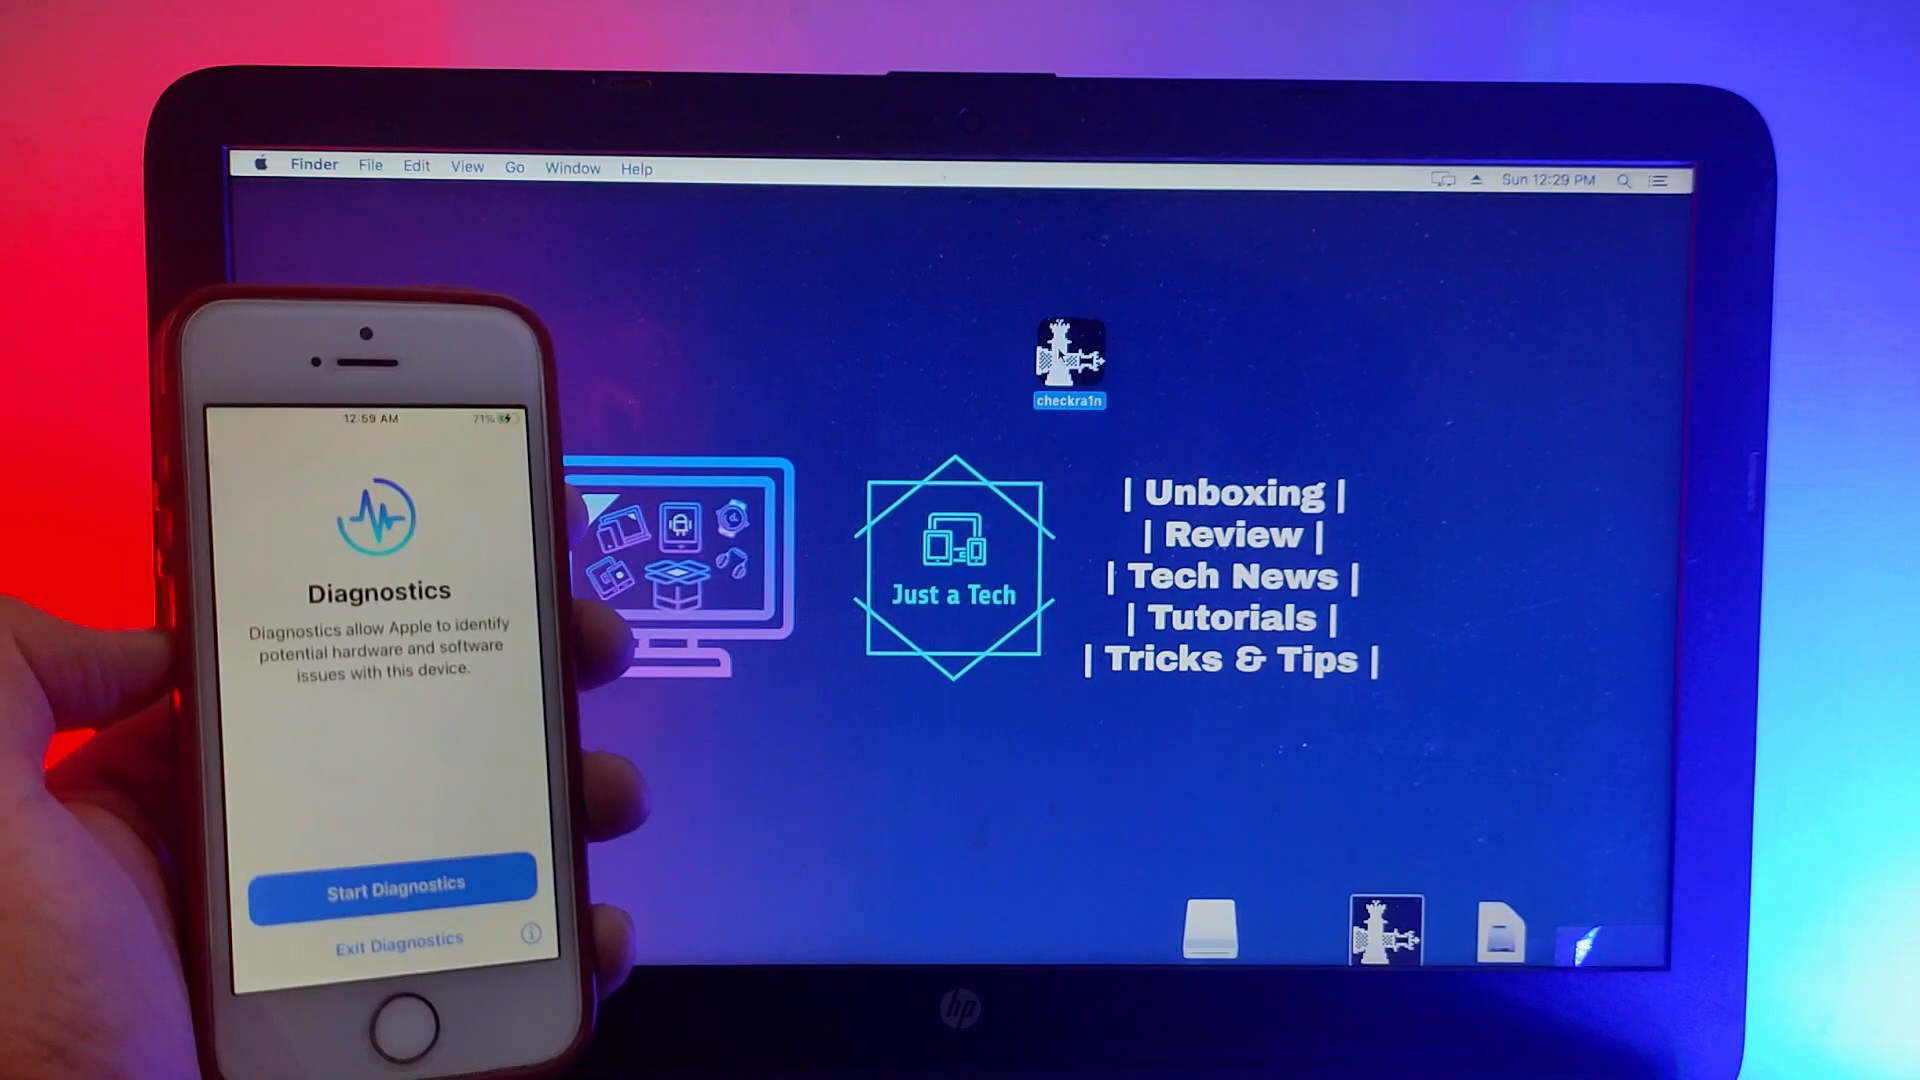 Finder File Edit View Go Window Help
Sun 12:29 PM
checkra1n
12:59 AM
71%
Diagnostics
Diagnostics allow Apple to identify
potential hardware and software
issues with this device.
Start Diagnostics
Exit Diagnostics
Just a Tech
| Unboxing |
| Review |
| Tech News |
| Tutorials |
| Tricks & Tips |
hp